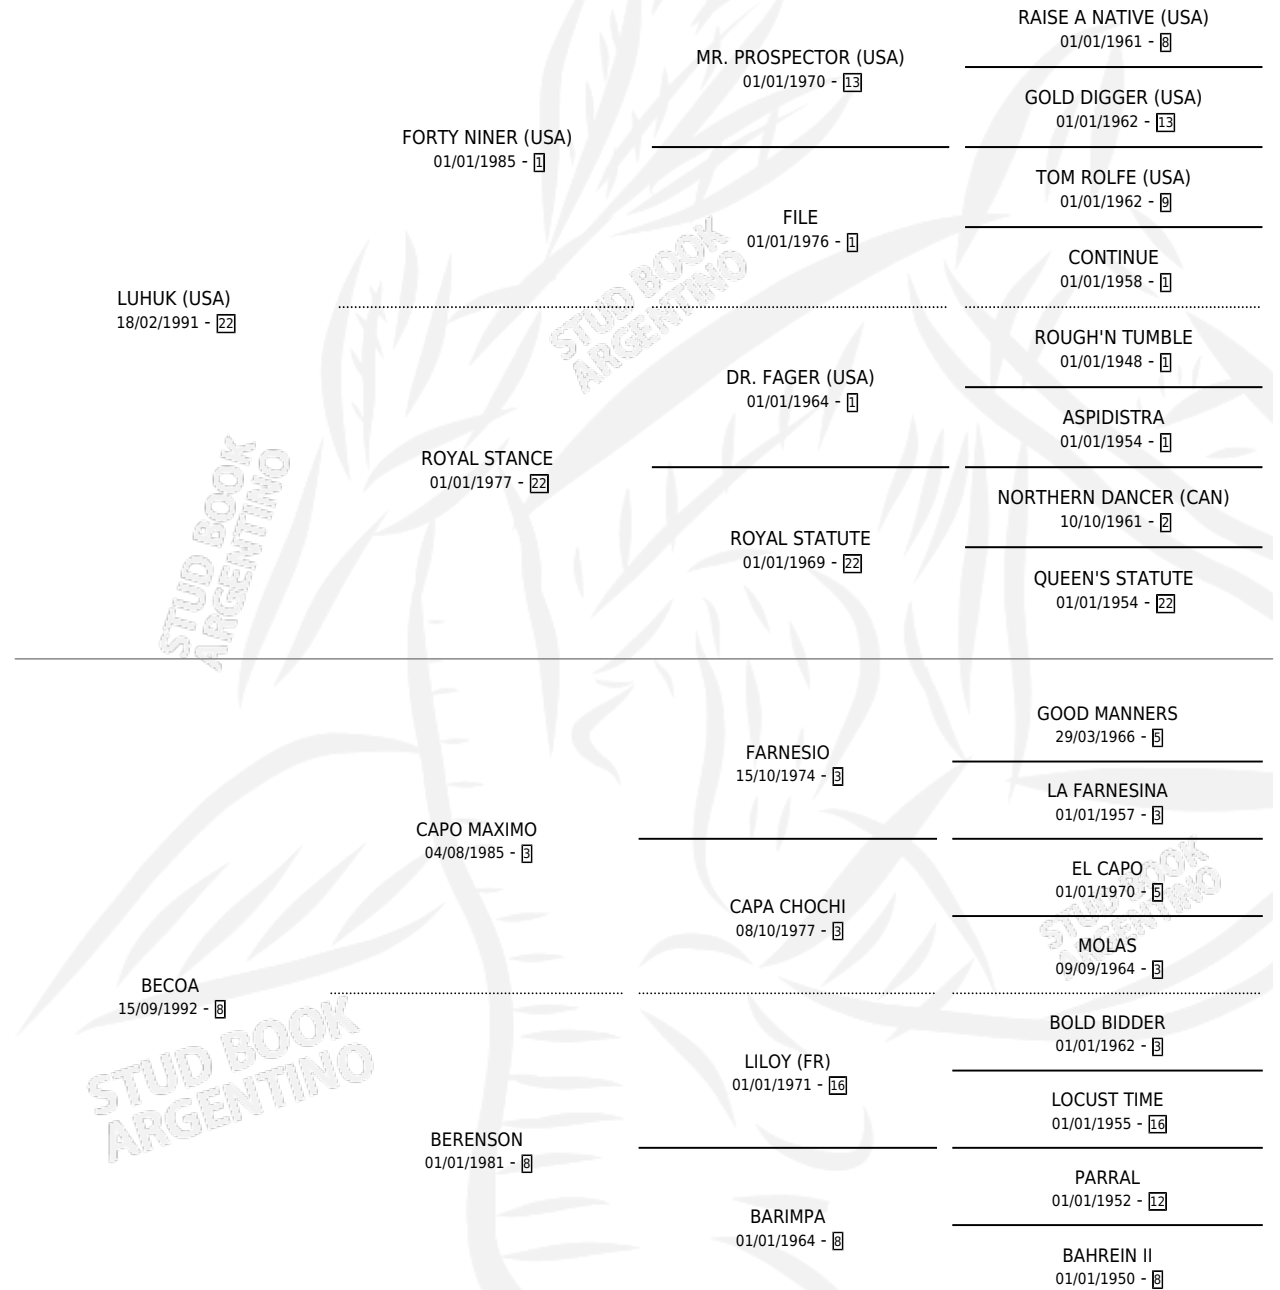 RAISE A NATIVE (USA)
01/01/1961 - 8
MR. PROSPECTOR (USA)
01/01/1970 - 13
GOLD DIGGER (USA)
01/01/1962 - 13
FORTY NINER (USA)
01/01/1985 - 1
TOM ROLFE (USA)
01/01/1962 - 9
FILE
01/01/1976 - 1
CONTINUE
01/01/1958 - 1
LUHUK (USA)
18/02/1991 - 22
ROUGH'N TUMBLE
01/01/1948 - 1
DR. FAGER (USA)
01/01/1964 - 1
ASPIDISTRA
01/01/1954 - 1
ROYAL STANCE
01/01/1977 - 22
NORTHERN DANCER (CAN)
10/10/1961 - 2
ROYAL STATUTE
01/01/1969 - 22
QUEEN'S STATUTE
01/01/1954 - 22
GOOD MANNERS
29/03/1966 - 5
FARNESIO
15/10/1974 - 3
LA FARNESINA
01/01/1957 - 3
CAPO MAXIMO
04/08/1985 - 3
EL CAPO
01/01/1970 - 5
CAPA CHOCHI
08/10/1977 - 3
MOLAS
09/09/1964 - 3
BECOA
15/09/1992 - 8
BOLD BIDDER
01/01/1962 - 3
LILOY (FR)
01/01/1971 - 16
LOCUST TIME
01/01/1955 - 16
BERENSON
01/01/1981 - 8
PARRAL
01/01/1952 - 12
BARIMPA
01/01/1964 - 8
BAHREIN II
01/01/1950 - 8
STUD BOOK
ARGENTINO
STUD BOOK
ARGENTINO
STUD BOOK
ARGENTINO
STUD BOOK
ARGENTINO